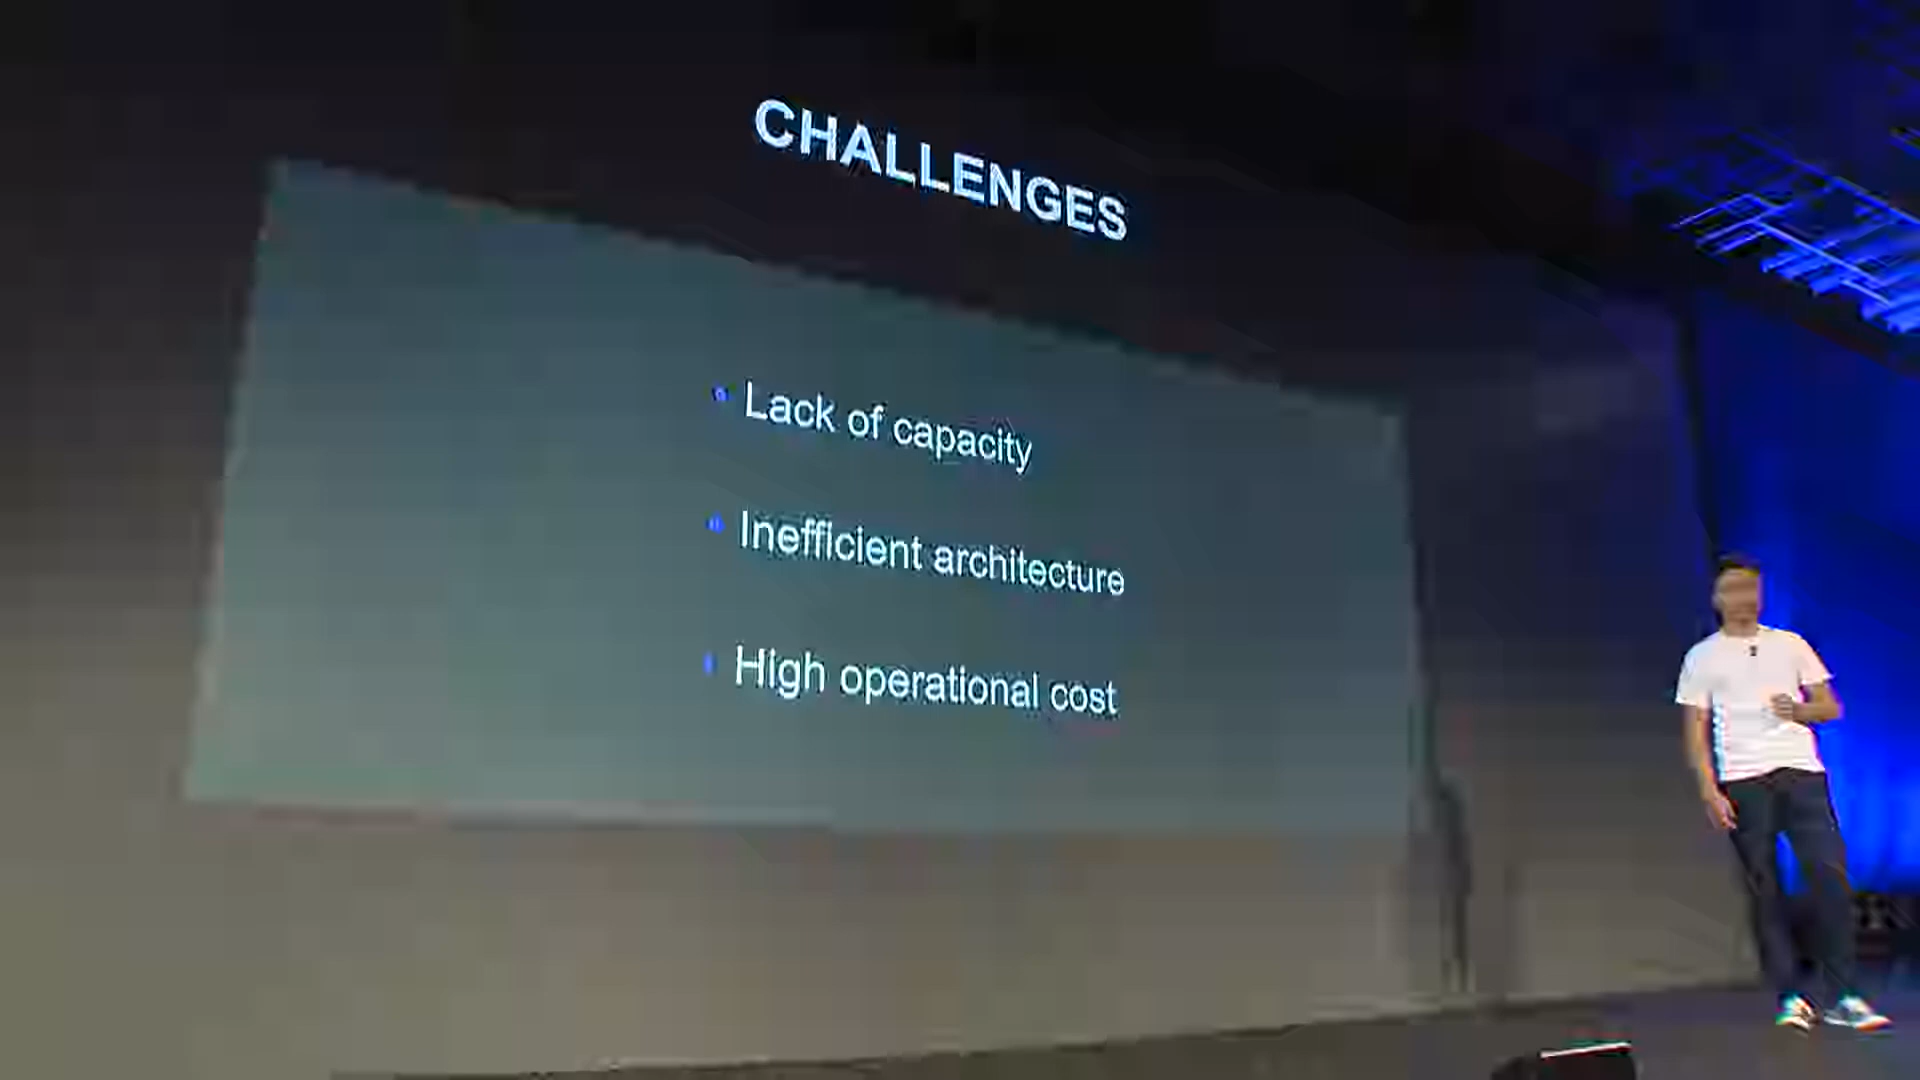 CHALLENGES
Lack of capacity
Inefficient architecture
High operational cost